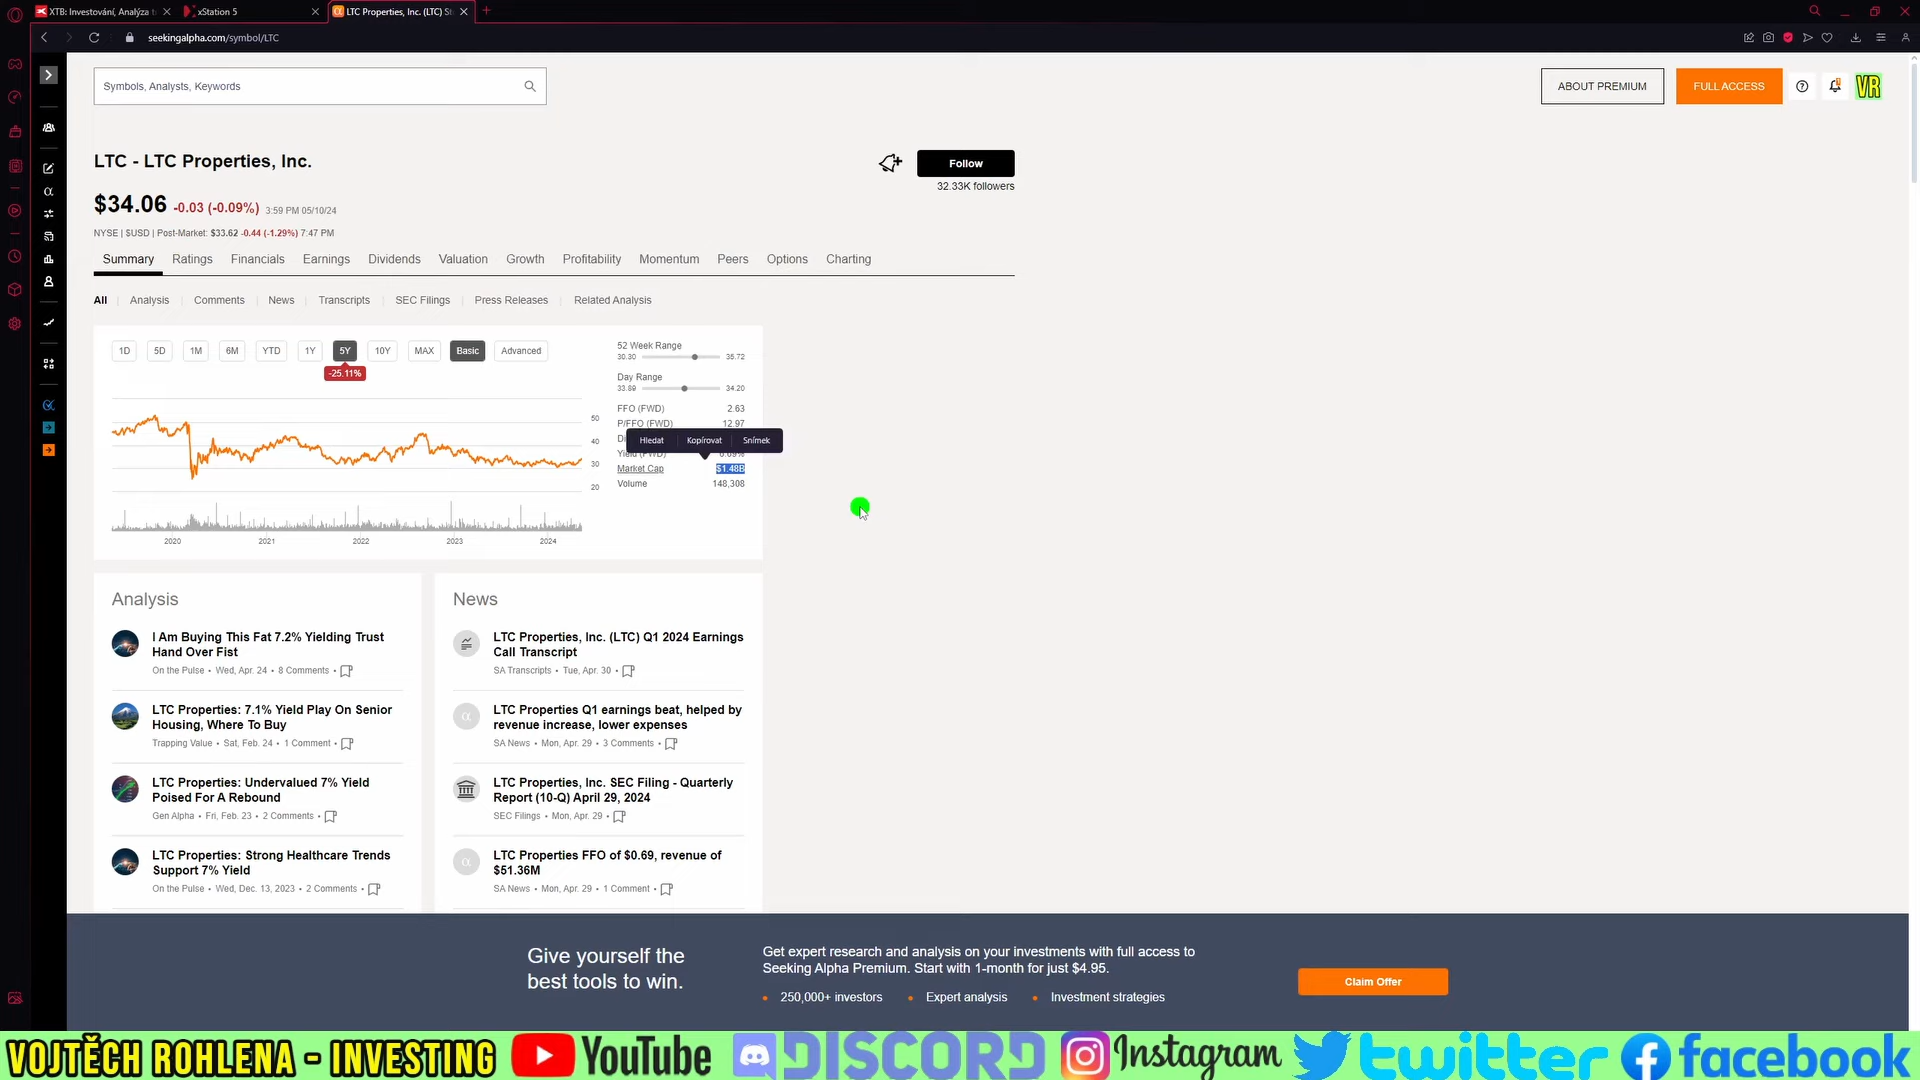 XTB: Investování, Analýza t
xStation 5
LTC Properties, Inc. (LTC) St
seekingalpha.com/symbol/LTC
Symbols, Analysts, Keywords
ABOUT PREMIUM
FULL ACCESS
VR
LTC - LTC Properties, Inc.
Follow
32.33K followers
$34.06 -0.03 (-0.09%) 3:59 PM 05/10/24
NYSE | $USD | Post-Market: $33.62 -0.44 (-1.29%) 7:47 PM
Summary Ratings Financials Earnings Dividends Valuation Growth Profitability Momentum Peers Options Charting
All Analysis Comments News Transcripts SEC Filings Press Releases Related Analysis
1D 5D 1M 6M YTD 1Y 5Y 10Y MAX Basic Advanced
-25.11%
50
40
30
20
2020 2021 2022 2023 2024
52 Week Range
30.30 35.72
Day Range
33.89 34.20
FFO (FWD) 2.63
P/FFO (FWD) 12.97
Hledat Kopírovat Snímek
Yield (FWD) 6.69%
Market Cap $1.48B
Volume 148,308
Analysis
I Am Buying This Fat 7.2% Yielding Trust
Hand Over Fist
On the Pulse • Wed, Apr. 24 • 8 Comments •
LTC Properties: 7.1% Yield Play On Senior
Housing, Where To Buy
Trapping Value • Sat, Feb. 24 • 1 Comment •
LTC Properties: Undervalued 7% Yield
Poised For A Rebound
Gen Alpha • Fri, Feb. 23 • 2 Comments •
LTC Properties: Strong Healthcare Trends
Support 7% Yield
On the Pulse • Wed, Dec. 13, 2023 • 2 Comments •
News
LTC Properties, Inc. (LTC) Q1 2024 Earnings
Call Transcript
SA Transcripts • Tue, Apr. 30 •
LTC Properties Q1 earnings beat, helped by
revenue increase, lower expenses
SA News • Mon, Apr. 29 • 3 Comments •
LTC Properties, Inc. SEC Filing - Quarterly
Report (10-Q) April 29, 2024
SEC Filings • Mon, Apr. 29 •
LTC Properties FFO of $0.69, revenue of
$51.36M
SA News • Mon, Apr. 29 • 1 Comment •
Give yourself the
best tools to win.
Get expert research and analysis on your investments with full access to
Seeking Alpha Premium. Start with 1-month for just $4.95.
• 250,000+ investors • Expert analysis • Investment strategies
Claim Offer
VOJTĚCH ROHLENA - INVESTING YouTube DISCORD Instagram twitter facebook